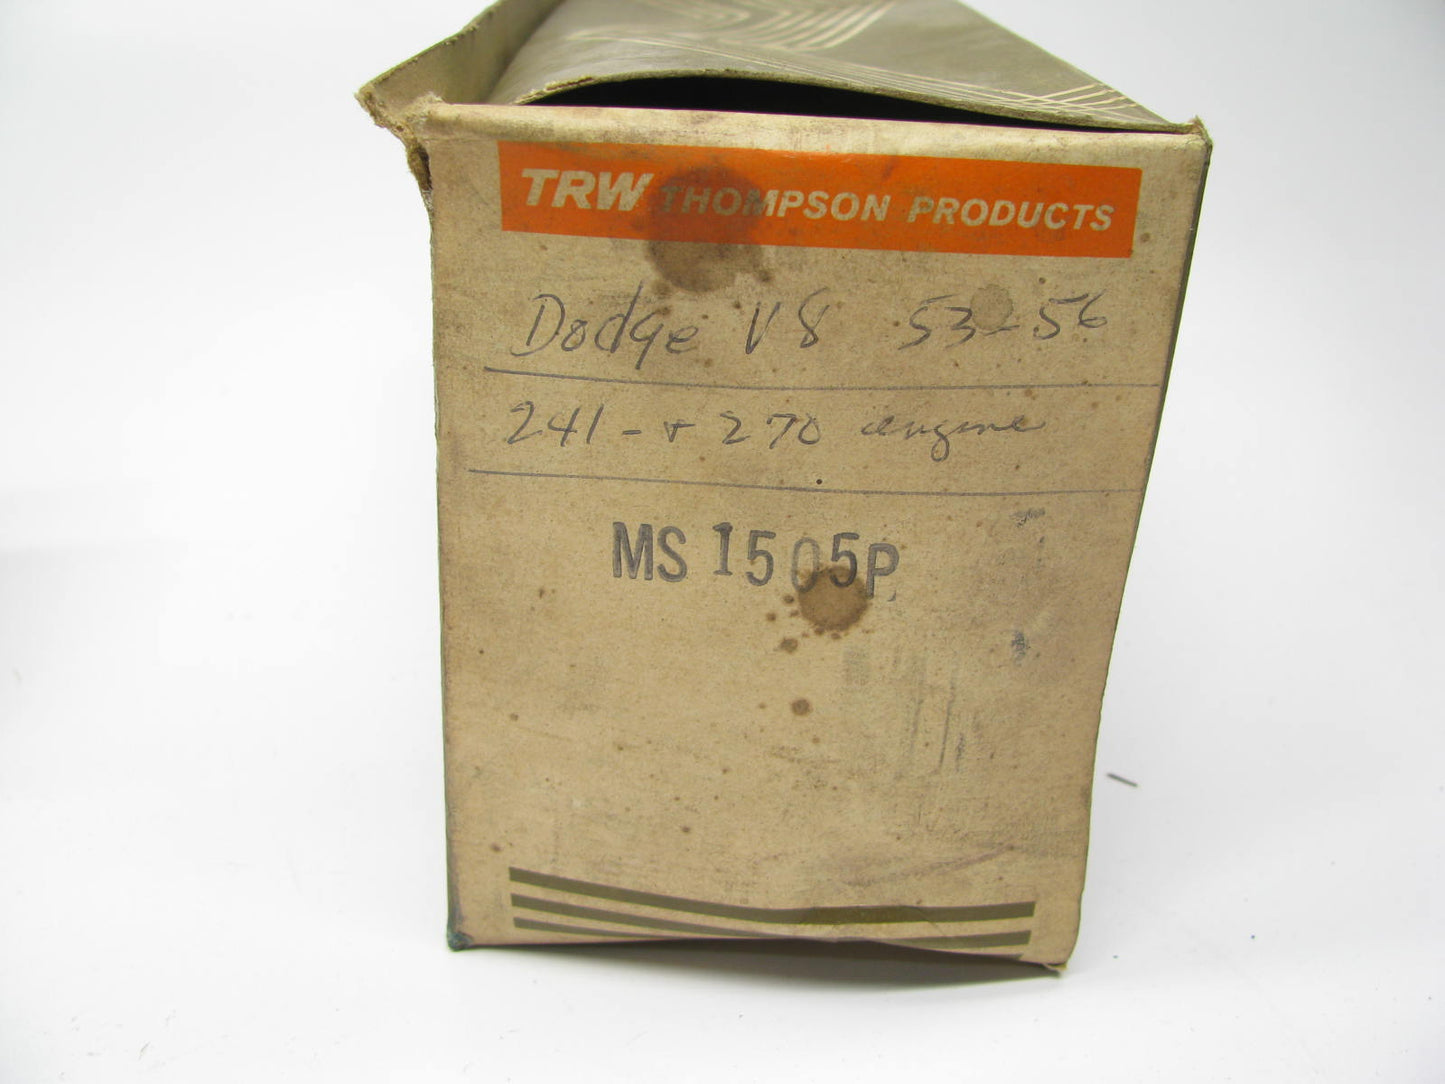 TRW THOMPSON PRODUCTS
Dodge V8 53-56
241 - + 270 engine
MS 1505P